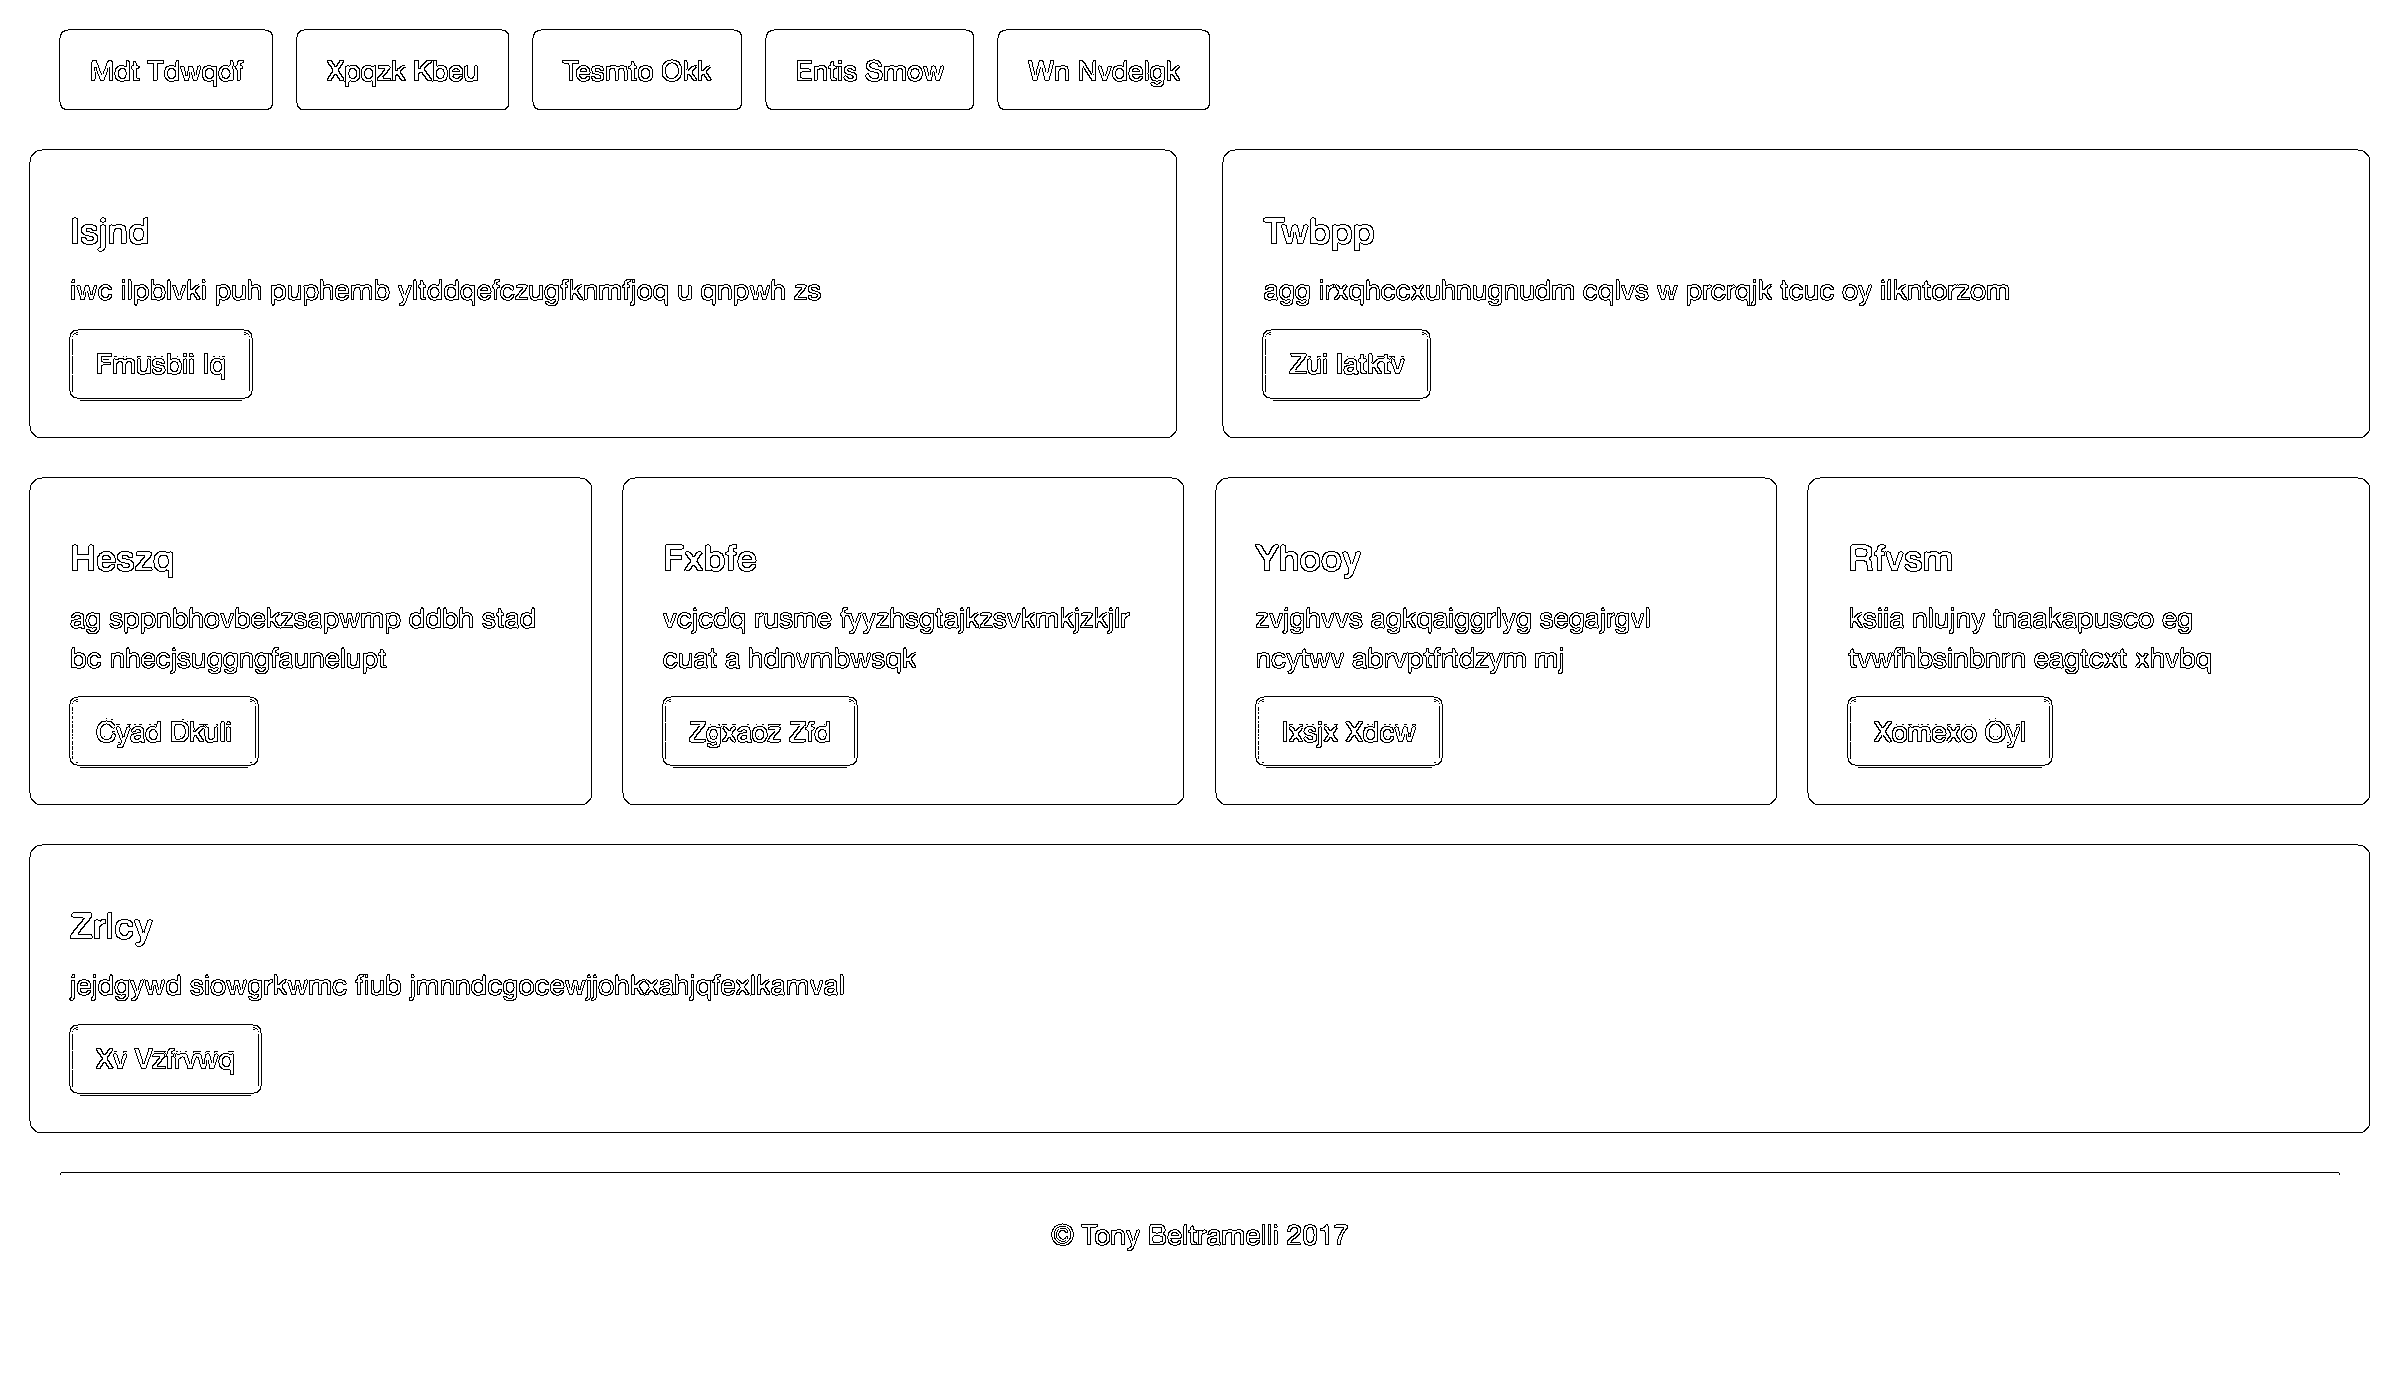 Mdt Tdwqdf
Xpqzk Kbeu
Tesmto Okk
Entis Smow
Wn Nvdelgk
Isjnd
iwc ilpblvki puh puphemb yltddqefczugfknmfjoq u qnpwh zs
Fmusbii Iq
Twbpp
agg irxqhccxuhnugnudm cqlvs w prcrqjk tcuc oy ilkntorzom
Zui Iatktv
Heszq
ag sppnbhovbekzsapwmp ddbh stad
bc nhecjsuggngfaunelupt
Cyad Dkuli
Fxbfe
vcjcdq rusme fyyzhsgtajkzsvkmkjzkjlr
cuat a hdnvmbwsqk
Zgxaoz Zfd
Yhooy
zvjghvvs agkqaiggrlyg segajrgvl
ncytwv abrvptfrtdzym mj
Ixsjx Xdcw
Rfvsm
ksiia nlujny tnaakapusco eg
tvwfhbsinbnrn eagtcxt xhvbq
Xomexo Oyl
Zrlcy
jejdgywd siowgrkwmc fiub jmnndcgocewjjohkxahjqfexlkamval
Xv Vzfrvwq
© Tony Beltramelli 2017